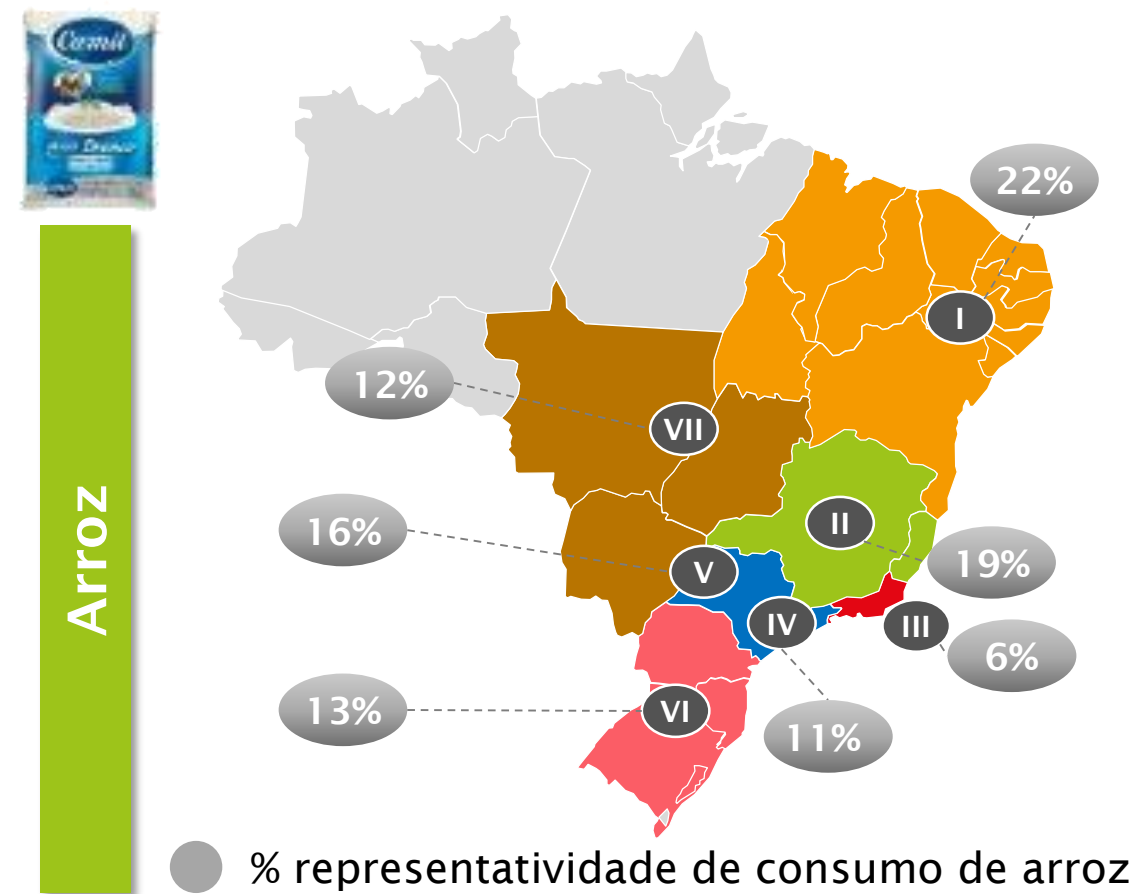 Camil
Arroz
22%
I
12%
VII
16%
V
II
19%
IV
III
6%
13%
VI
11%
% representatividade de consumo de arroz